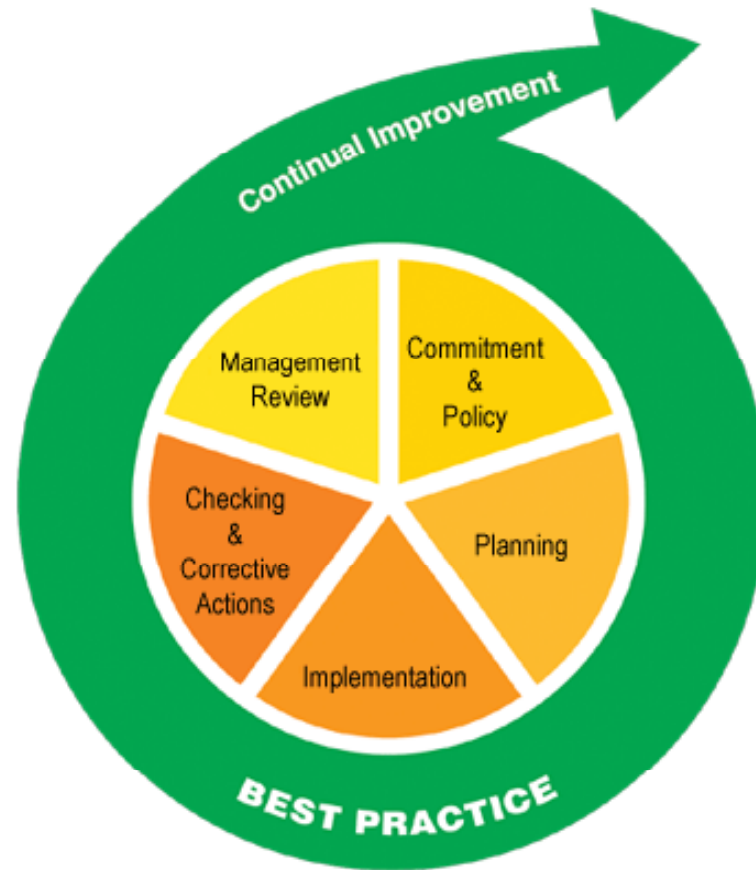 Continual Improvement
Management
Review
Commitment
&
Policy
Checking
&
Corrective
Actions
Planning
Implementation
BEST PRACTICE